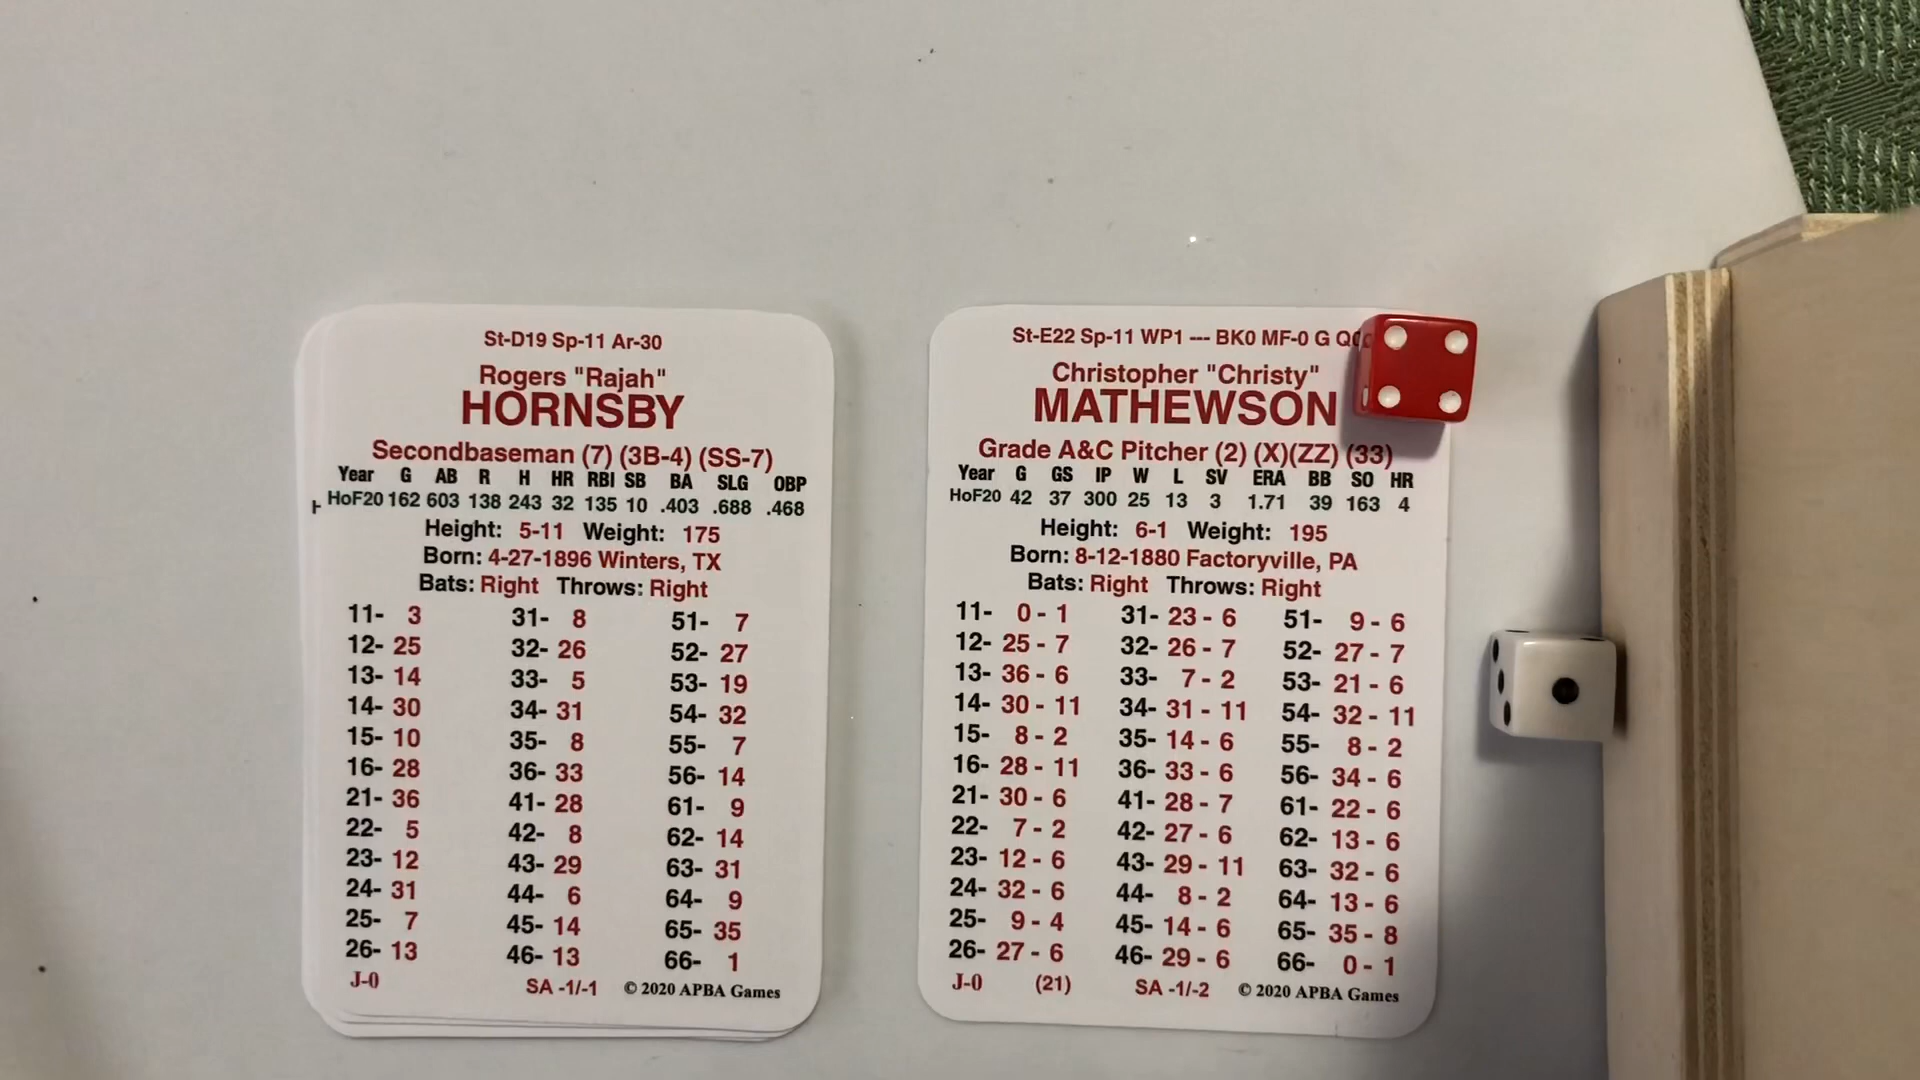 St-D19 Sp-11 Ar-30
Rogers "Rajah"
HORNSBY
Secondbaseman (7) (3B-4) (SS-7)
Year G AB R H HR RBI SB BA SLG OBP
HoF20 162 603 138 243 32 135 10 .403 .688 .468
Height: 5-11 Weight: 175
Born: 4-27-1896 Winters, TX
Bats: Right Throws: Right
11- 3 31- 8 51- 7
12- 25 32- 26 52- 27
13- 14 33- 5 53- 19
14- 30 34- 31 54- 32
15- 10 35- 8 55- 7
16- 28 36- 33 56- 14
21- 36 41- 28 61- 9
22- 5 42- 8 62- 14
23- 12 43- 29 63- 31
24- 31 44- 6 64- 9
25- 7 45- 14 65- 35
26- 13 46- 13 66- 1
J-0 SA -1/-1 © 2020 APBA Games
St-E22 Sp-11 WP1 --- BK0 MF-0 G
Christopher "Christy"
MATHEWSON
Grade A&C Pitcher (2) (X)(ZZ) (33)
Year G GS IP W L SV ERA BB SO HR
HoF20 42 37 300 25 13 3 1.71 39 163 4
Height: 6-1 Weight: 195
Born: 8-12-1880 Factoryville, PA
Bats: Right Throws: Right
11- 0 - 1 31- 23 - 6 51- 9 - 6
12- 25 - 7 32- 26 - 7 52- 27 - 7
13- 36 - 6 33- 7 - 2 53- 21 - 6
14- 30 - 11 34- 31 - 11 54- 32 - 11
15- 8 - 2 35- 14 - 6 55- 8 - 2
16- 28 - 11 36- 33 - 6 56- 34 - 6
21- 30 - 6 41- 28 - 7 61- 22 - 6
22- 7 - 2 42- 27 - 6 62- 13 - 6
23- 12 - 6 43- 29 - 11 63- 32 - 6
24- 32 - 6 44- 8 - 2 64- 13 - 6
25- 9 - 4 45- 14 - 6 65- 35 - 8
26- 27 - 6 46- 29 - 6 66- 0 - 1
J-0 (21) SA -1/-2 © 2020 APBA Games